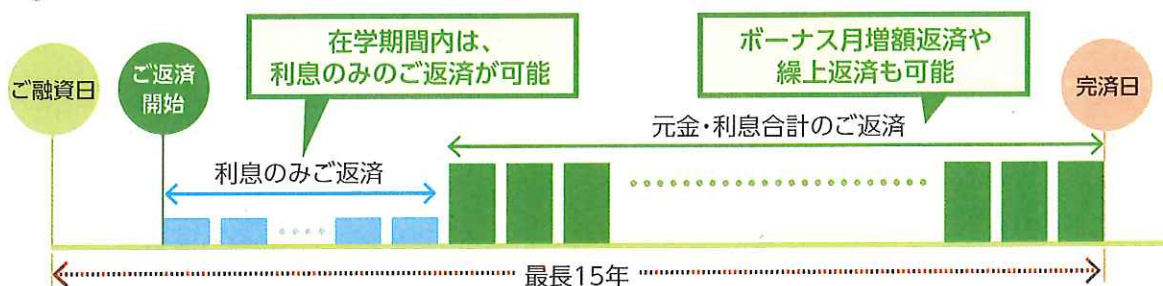 在学期間内は、
利息のみのご返済が可能
ボーナス月増額返済や
繰上返済も可能
ご融資日
ご返済
開始
完済日
元金・利息合計のご返済
利息のみご返済
最長15年